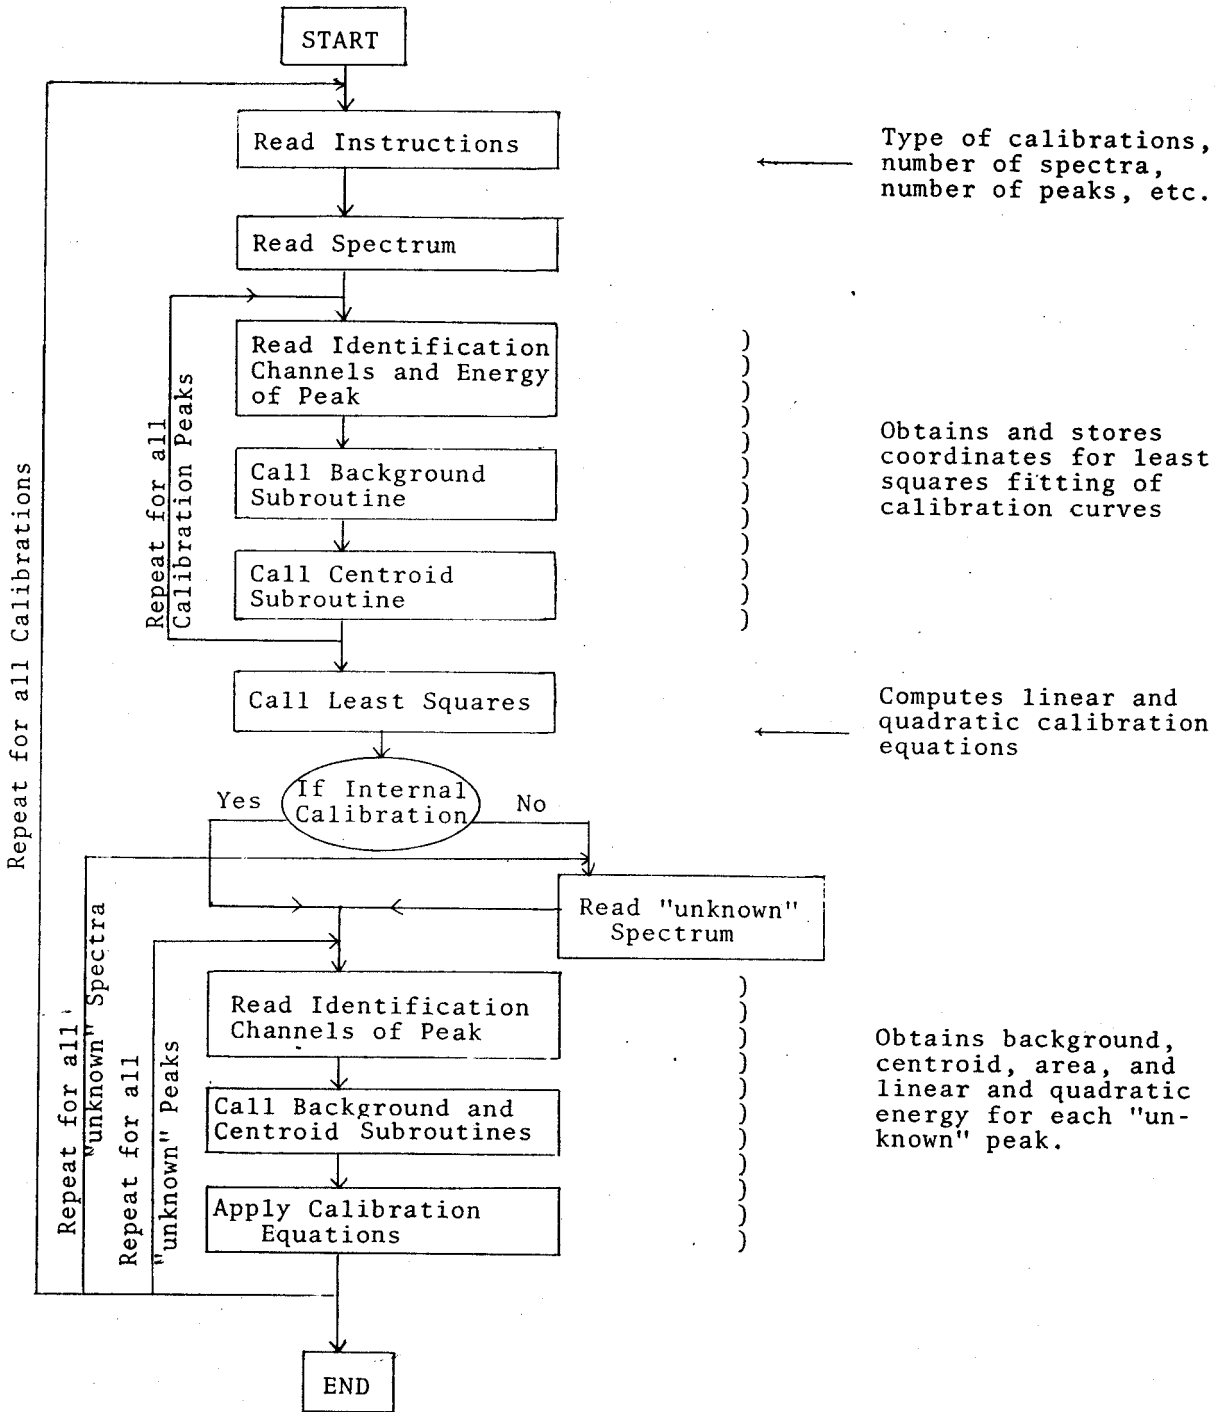 START
Read Instructions
Type of calibrations,
number of spectra,
number of peaks, etc.
Read Spectrum
Read Identification
Channels and Energy
of Peak
Call Background
Subroutine
Call Centroid
Subroutine
Obtains and stores
coordinates for least
squares fitting of
calibration curves
Repeat for all
Calibration Peaks
Repeat for all Calibrations
Call Least Squares
Computes linear and
quadratic calibration
equations
If Internal
Calibration
Yes
No
Read "unknown"
Spectrum
Repeat for all
"unknown" Spectra
Repeat for all
"unknown" Peaks
Read Identification
Channels of Peak
Call Background and
Centroid Subroutines
Apply Calibration
Equations
Obtains background,
centroid, area, and
linear and quadratic
energy for each "un-
known" peak.
END